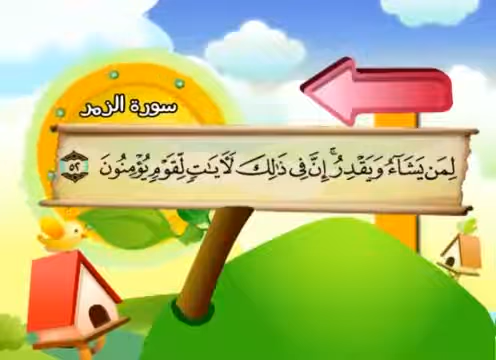 سورة الزمر
لِمَن يَشَآءُ وَيَقْدِرُ ۚ إِنَّ فِى ذَٰلِكَ لَءَايَـٰتٍ لِّقَوْمٍ يُؤْمِنُونَ ٥٢